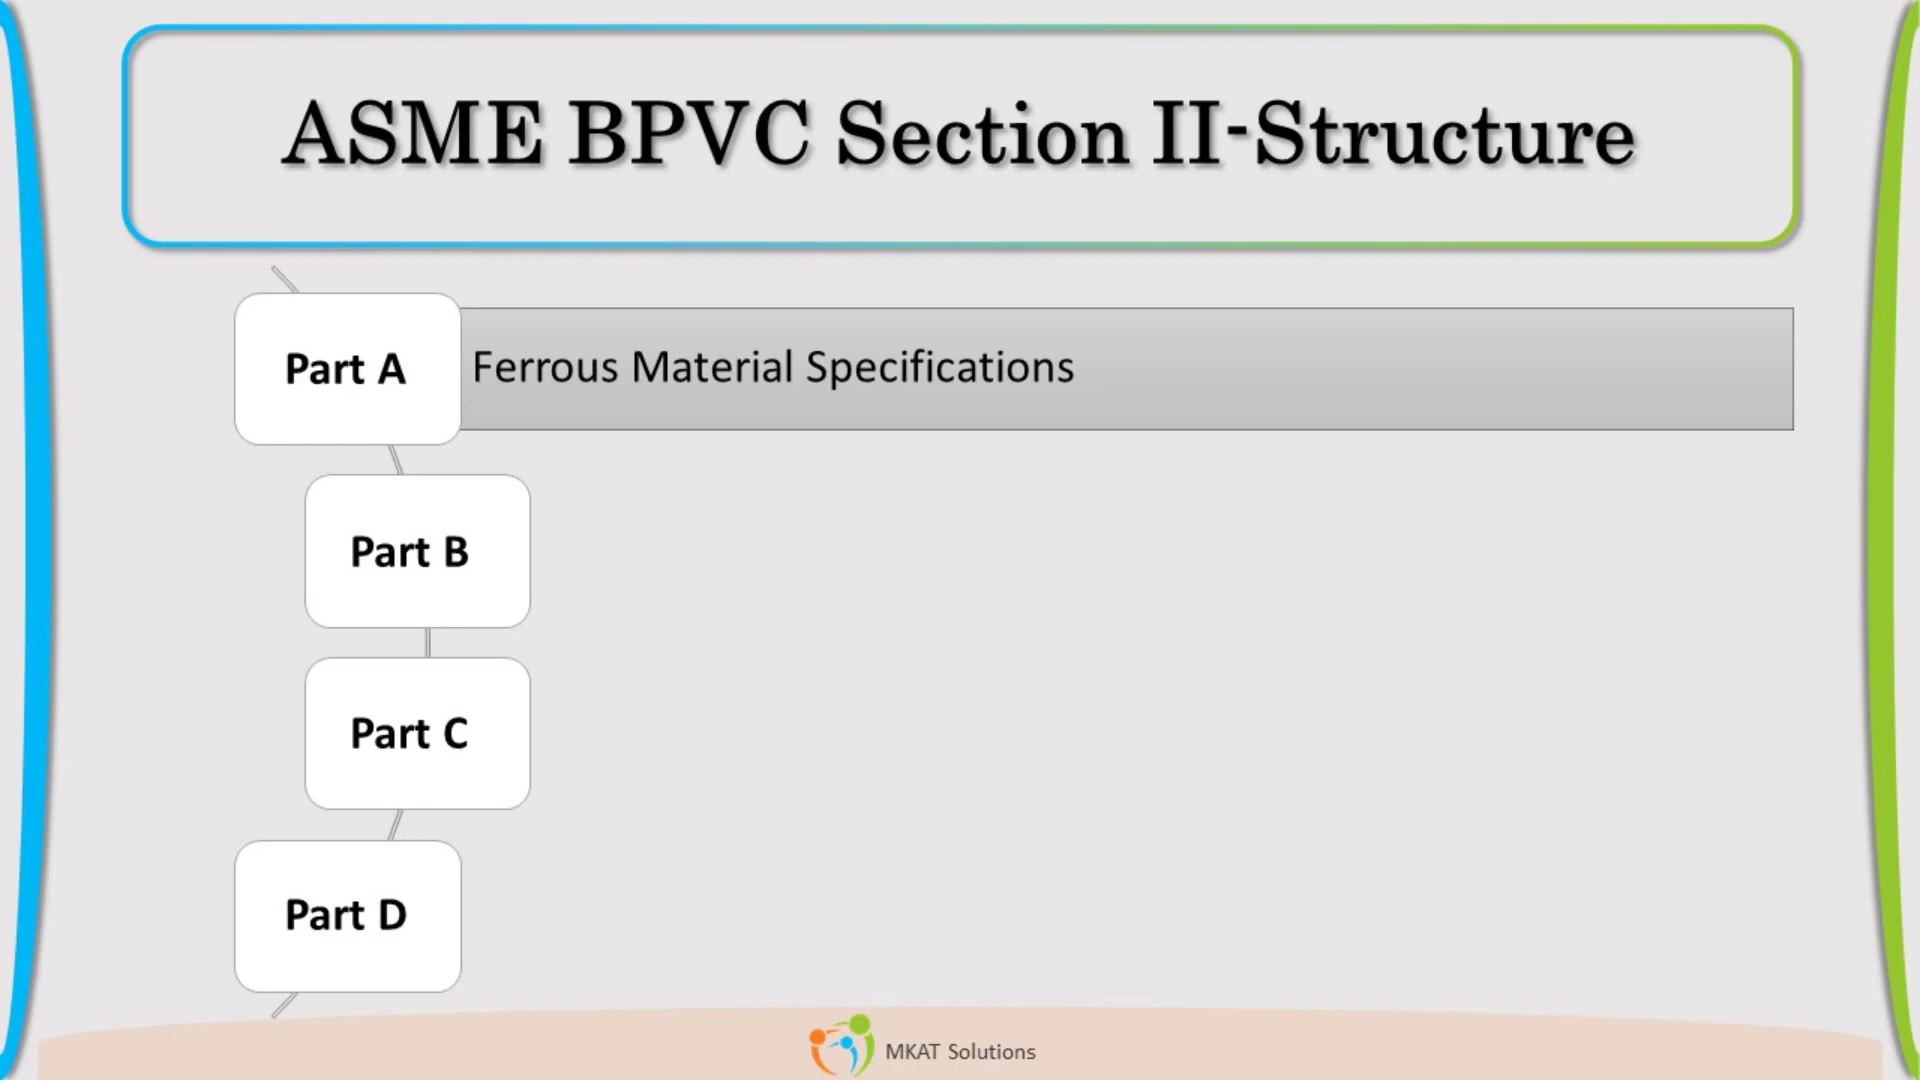 ASME BPVC Section II-Structure
Part A
Ferrous Material Specifications
Part B
Part C
Part D
MKAT Solutions